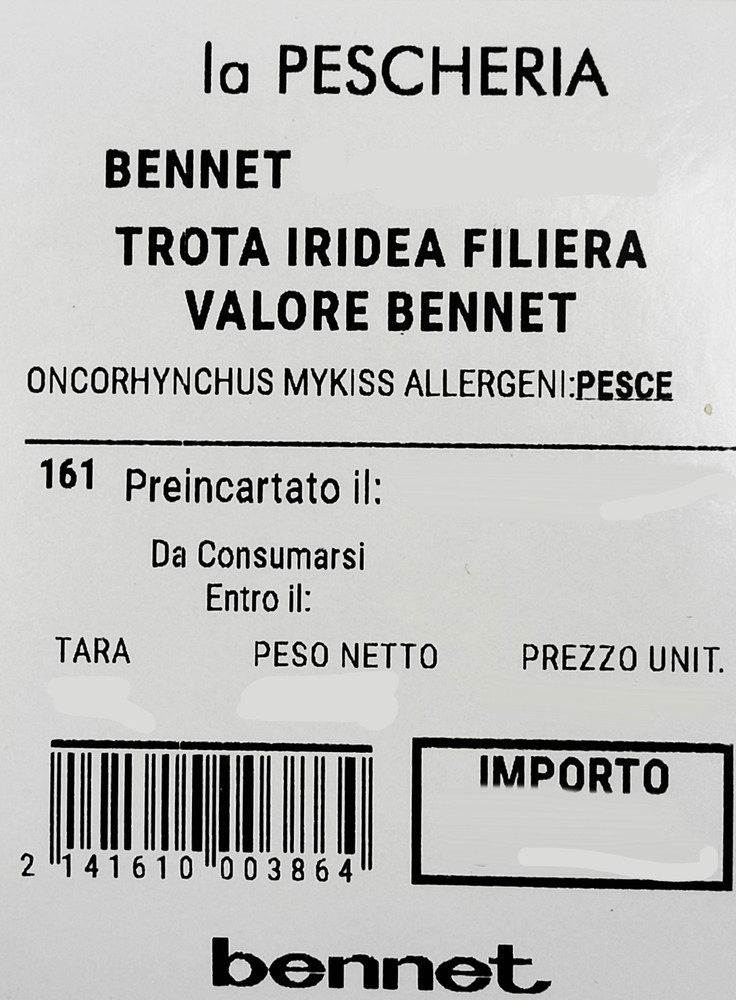 la PESCHERIA
BENNET
TROTA IRIDEA FILIERA
VALORE BENNET
ONCORHYNCHUS MYKISS ALLERGENI:PESCE
161 Preincartato il:
Da Consumarsi
Entro il:
TARA PESO NETTO PREZZO UNIT.
IMPORTO
2 141610 003864
bennet